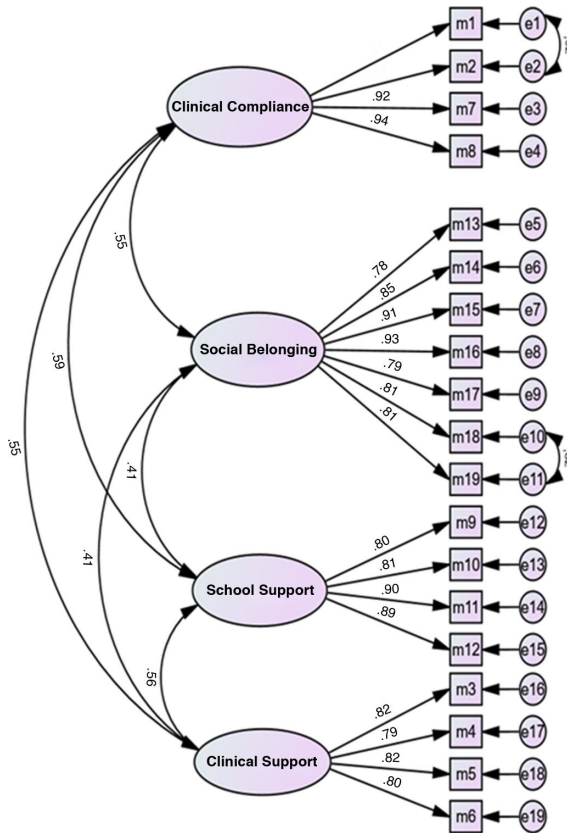 m1
e1
m2
e2
Clinical Compliance
.92
m7
e3
.94
m8
e4
.55
.78
m13
e5
.85
m14
e6
.91
m15
e7
Social Belonging
.93
m16
e8
.79
m17
e9
.81
m18
e10
.81
m19
e11
.59
.55
.41
.41
.80
m9
e12
.81
m10
e13
School Support
.90
m11
e14
.89
m12
e15
.56
.82
m3
e16
.79
m4
e17
Clinical Support
.82
m5
e18
.80
m6
e19